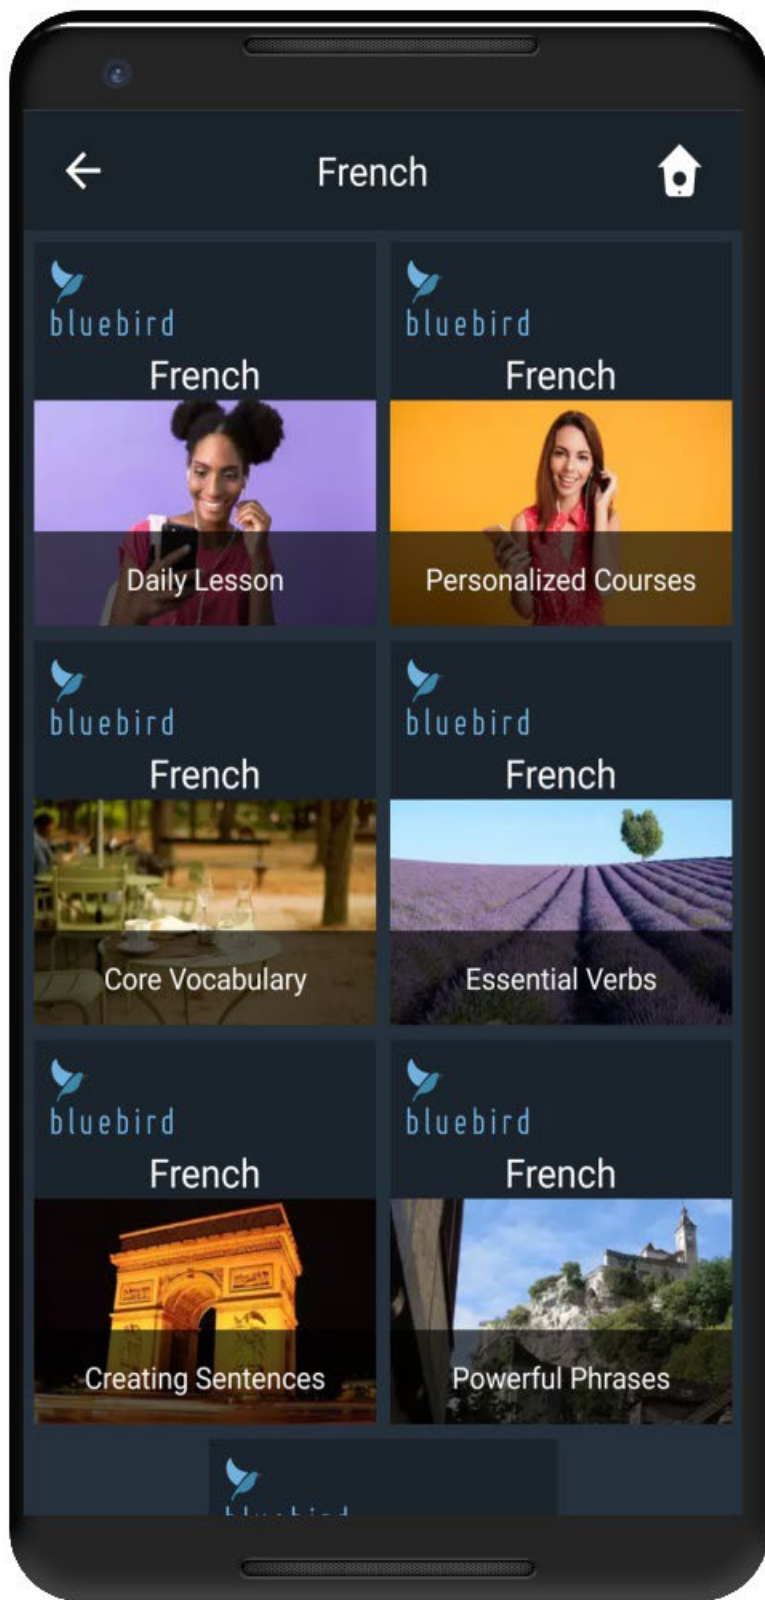 French
bluebird
French
Daily Lesson
bluebird
French
Personalized Courses
bluebird
French
Core Vocabulary
bluebird
French
Essential Verbs
bluebird
French
Creating Sentences
bluebird
French
Powerful Phrases
bluebird